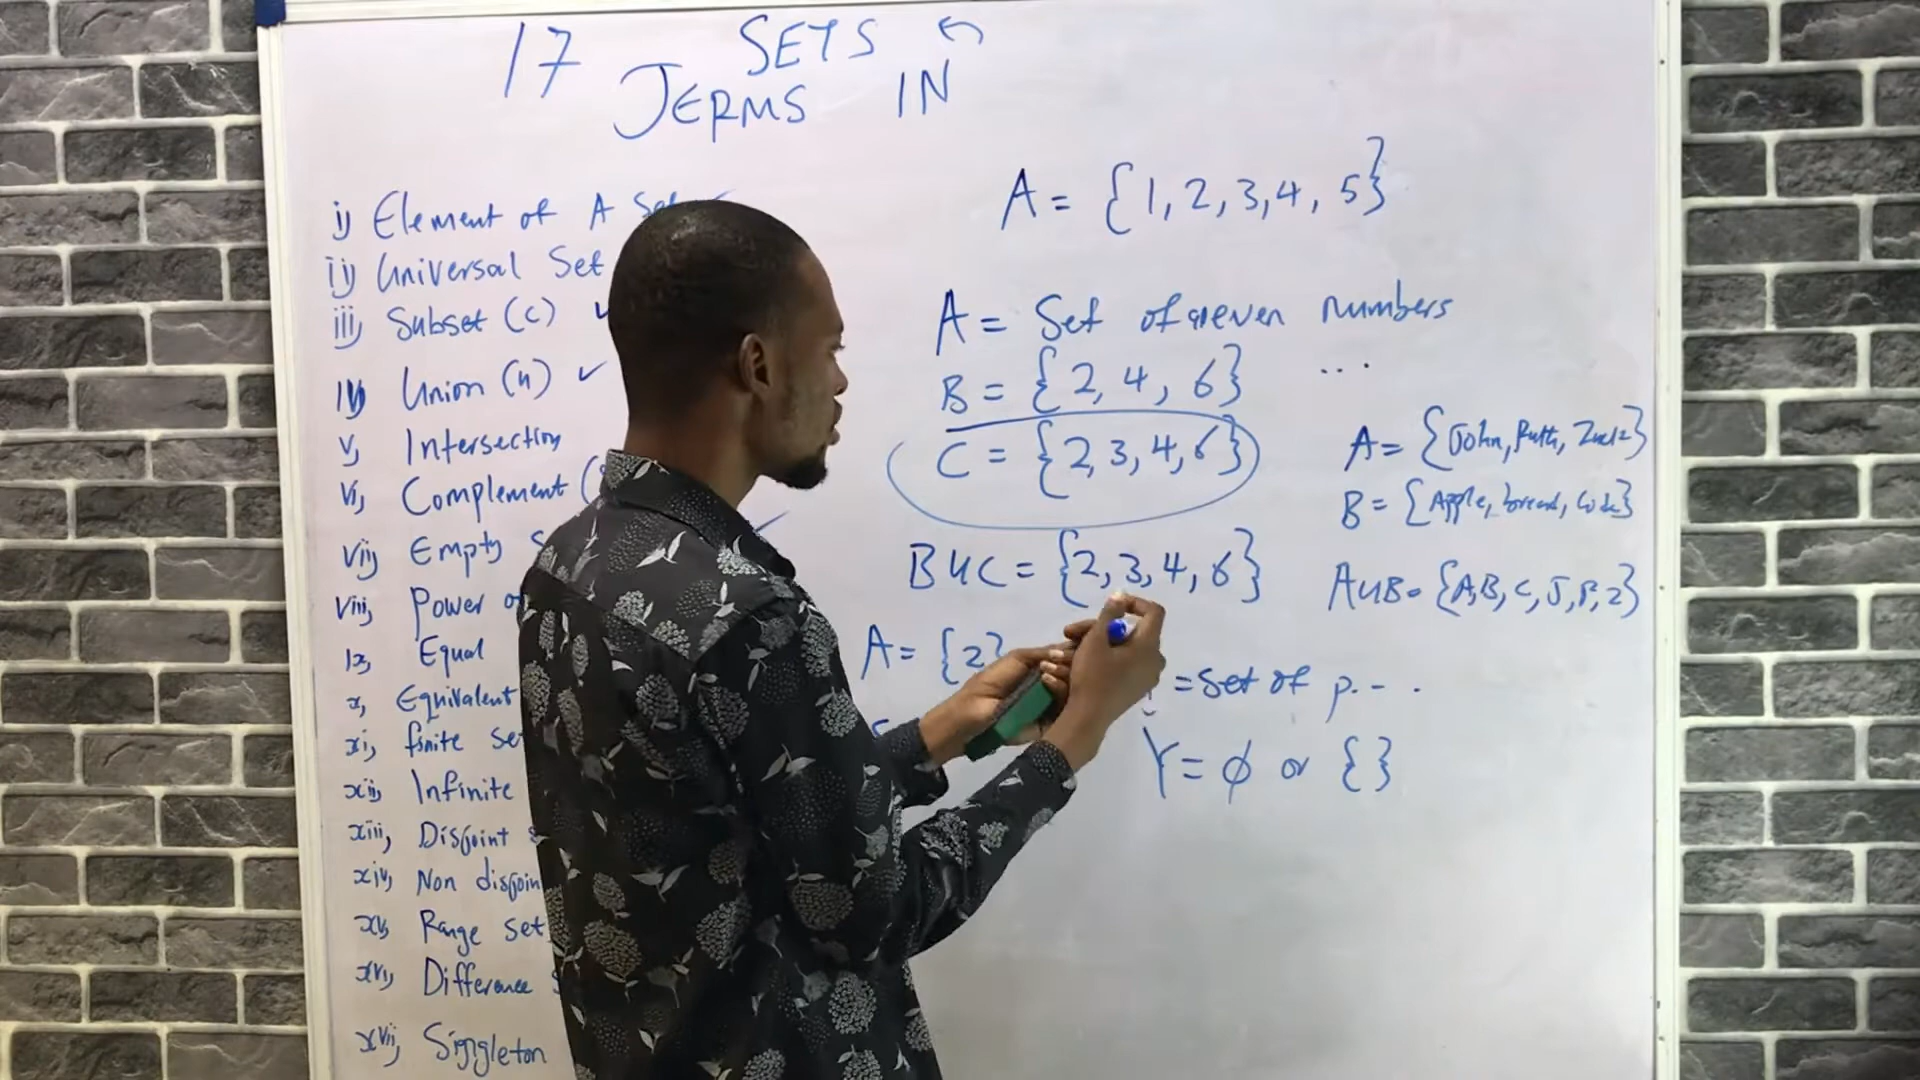 17 SETS
TERMS IN
i) Element of A Set
ii) Universal Set
iii) Subset (c) ✓
IV) Union (u) ✓
v) Intersection
vi) Complement (
vii) Empty S
viii) Power o
ix) Equal
x) Equivalent
xi) finite se
xii) Infinite
xiii) Disjoint
xiv) Non disjoin
xv) Range set
xvi) Difference
xvii) Singgleton
A = {1, 2, 3, 4, 5}
A = Set of even numbers
B = {2, 4, 6} ...
C = {2, 3, 4, 6}
B u C = {2, 3, 4, 6}
A = {2}
= Set of p. - .
Y = ϕ or { }
A = {John, Ruth,
B = {Apple, bread,
A u B = {A, B, C, J, R, Z}